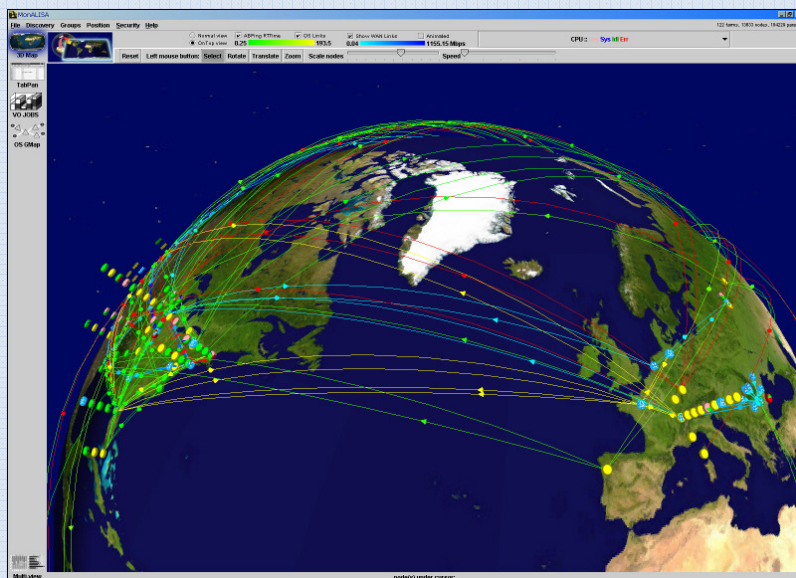 MonALISA
File Discovery Groups Position Security Help
Normal view ABPing RTTime OS Links Show WAN Links Animated
OnTop view 0.25 193.5 0.04 1155.15 Mbps
CPU:: Sys Idl Err
3D Map
Reset Left mouse button: Select Rotate Translate Zoom Scale nodes Speed
TabPan
VO JOBS
OS GMap
Multi-view
node(s) under cursor: